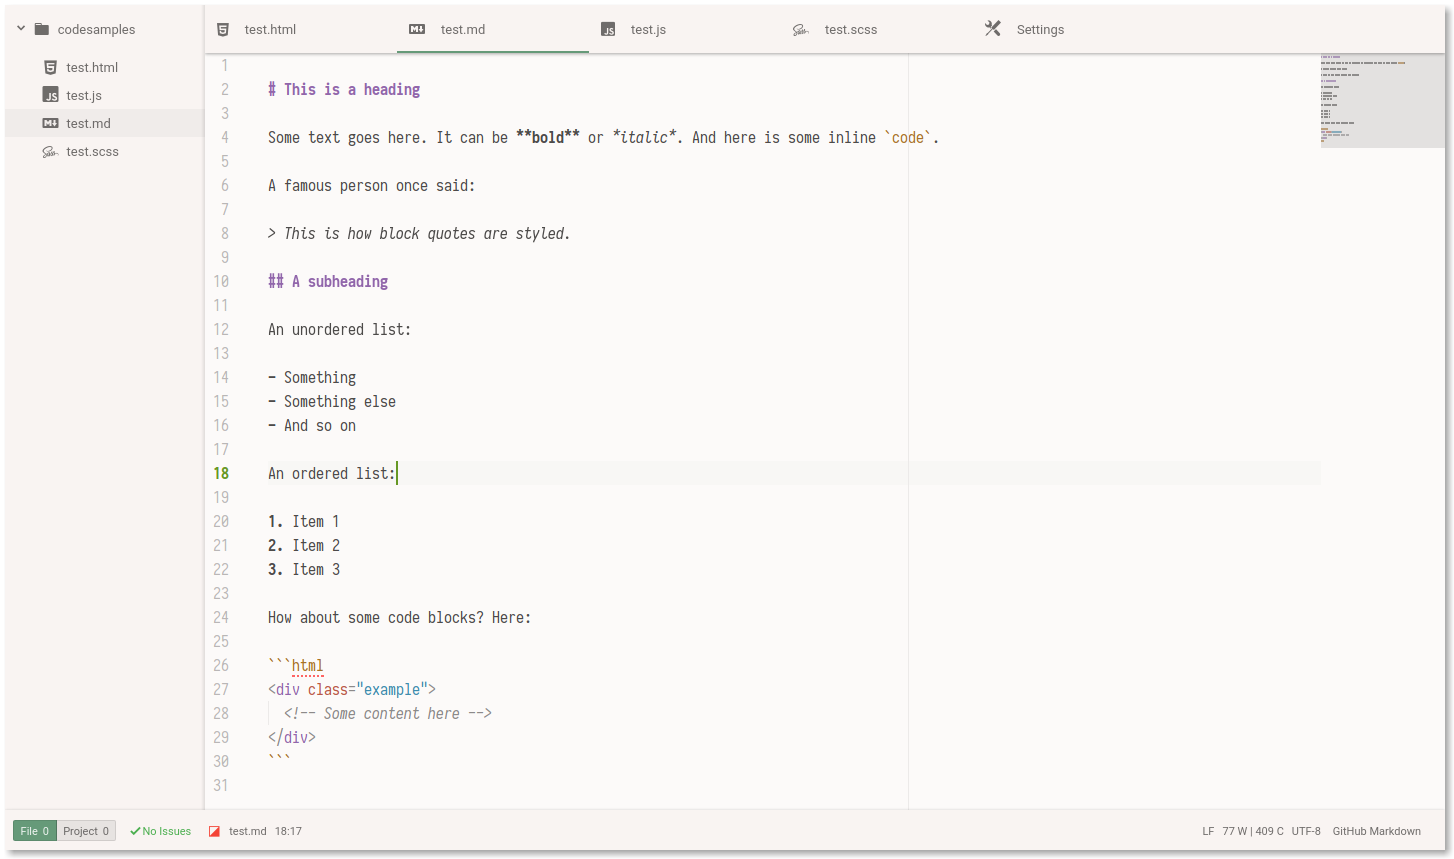 codesamples
test.html
test.js
test.md
test.scss
test.html test.md test.js test.scss Settings
1
2 # This is a heading
3
4 Some text goes here. It can be **bold** or *italic*. And here is some inline `code`.
5
6 A famous person once said:
7
8 > This is how block quotes are styled.
9
10 ## A subheading
11
12 An unordered list:
13
14 - Something
15 - Something else
16 - And so on
17
18 An ordered list:
19
20 1. Item 1
21 2. Item 2
22 3. Item 3
23
24 How about some code blocks? Here:
25
26 ```html
27 <div class="example">
28   <!-- Some content here -->
29 </div>
30 ```
31
File 0 Project 0 No Issues test.md 18:17 LF 77 W | 409 C UTF-8 GitHub Markdown